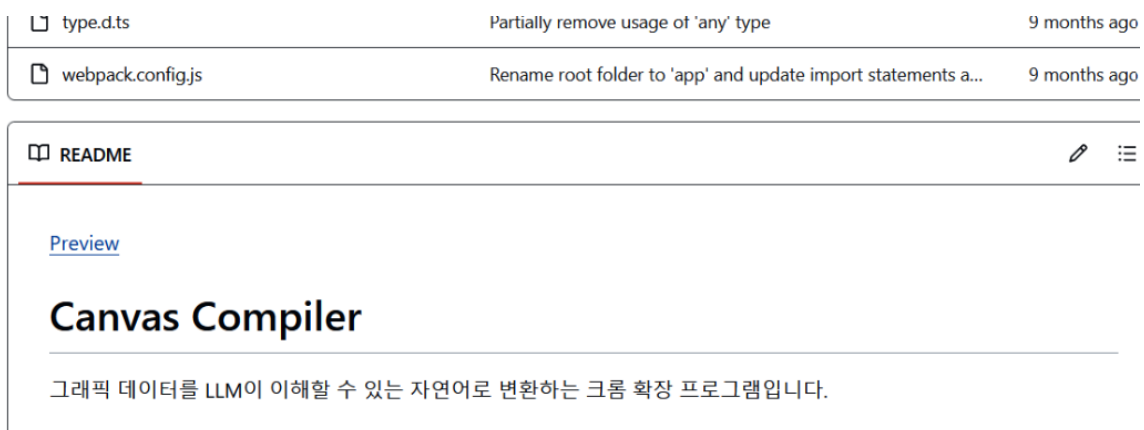 type.d.ts Partially remove usage of 'any' type 9 months ago
webpack.config.js Rename root folder to 'app' and update import statements a... 9 months ago
README
Preview
Canvas Compiler
그래픽 데이터를 LLM이 이해할 수 있는 자연어로 변환하는 크롬 확장 프로그램입니다.